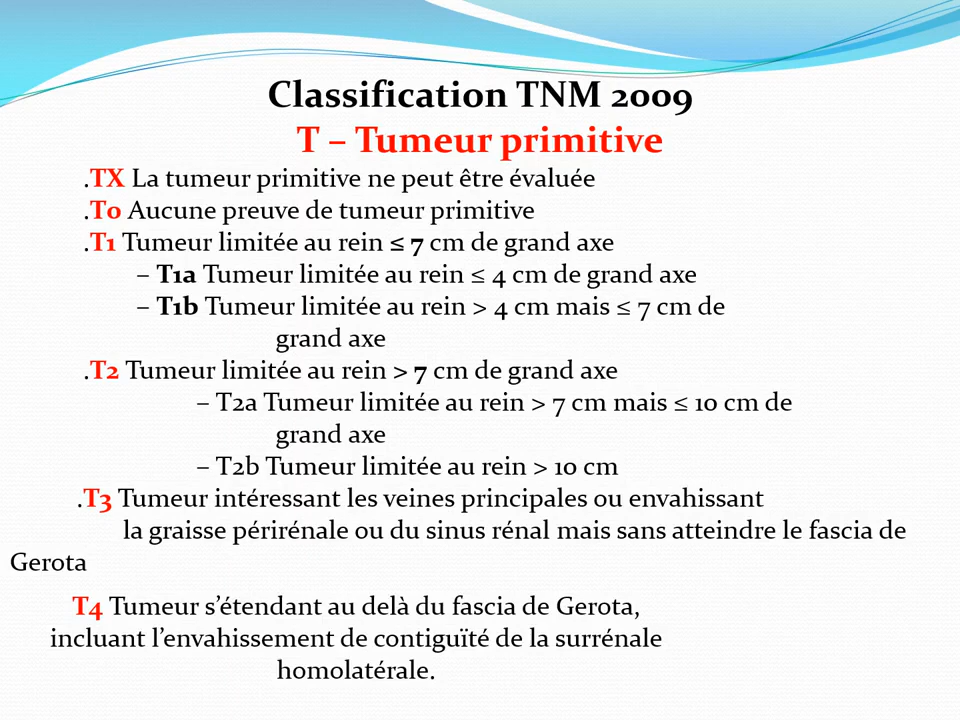 Classification TNM 2009
T – Tumeur primitive
.TX La tumeur primitive ne peut être évaluée
.T0 Aucune preuve de tumeur primitive
.T1 Tumeur limitée au rein ≤ 7 cm de grand axe
– T1a Tumeur limitée au rein ≤ 4 cm de grand axe
– T1b Tumeur limitée au rein > 4 cm mais ≤ 7 cm de
grand axe
.T2 Tumeur limitée au rein > 7 cm de grand axe
– T2a Tumeur limitée au rein > 7 cm mais ≤ 10 cm de
grand axe
– T2b Tumeur limitée au rein > 10 cm
.T3 Tumeur intéressant les veines principales ou envahissant
la graisse périrénale ou du sinus rénal mais sans atteindre le fascia de
Gerota
T4 Tumeur s’étendant au delà du fascia de Gerota,
incluant l’envahissement de contiguïté de la surrénale
homolatérale.